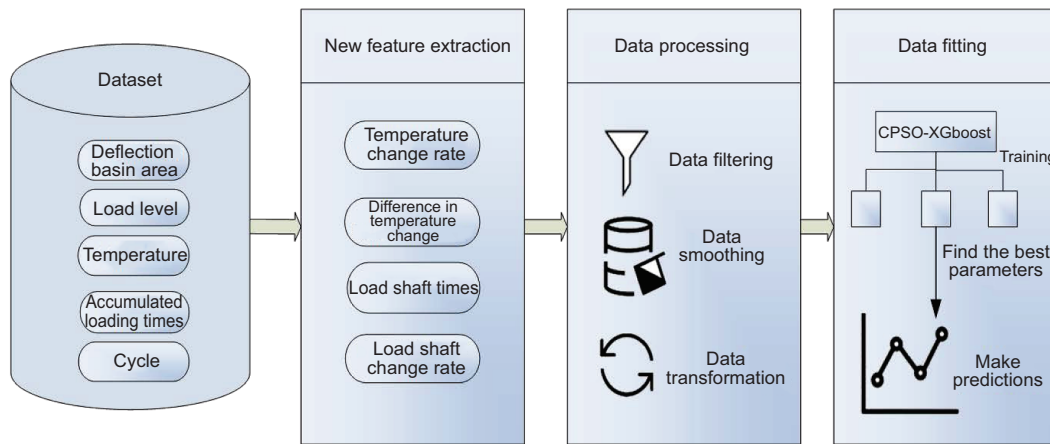 Dataset
Deflection
basin area
Load level
Temperature
Accumulated
loading times
Cycle
New feature extraction
Temperature
change rate
Difference in
temperature
change
Load shaft times
Load shaft
change rate
Data processing
Data filtering
Data
smoothing
Data
transformation
Data fitting
CPSO-XGboost
Training
Find the best
parameters
Make
predictions